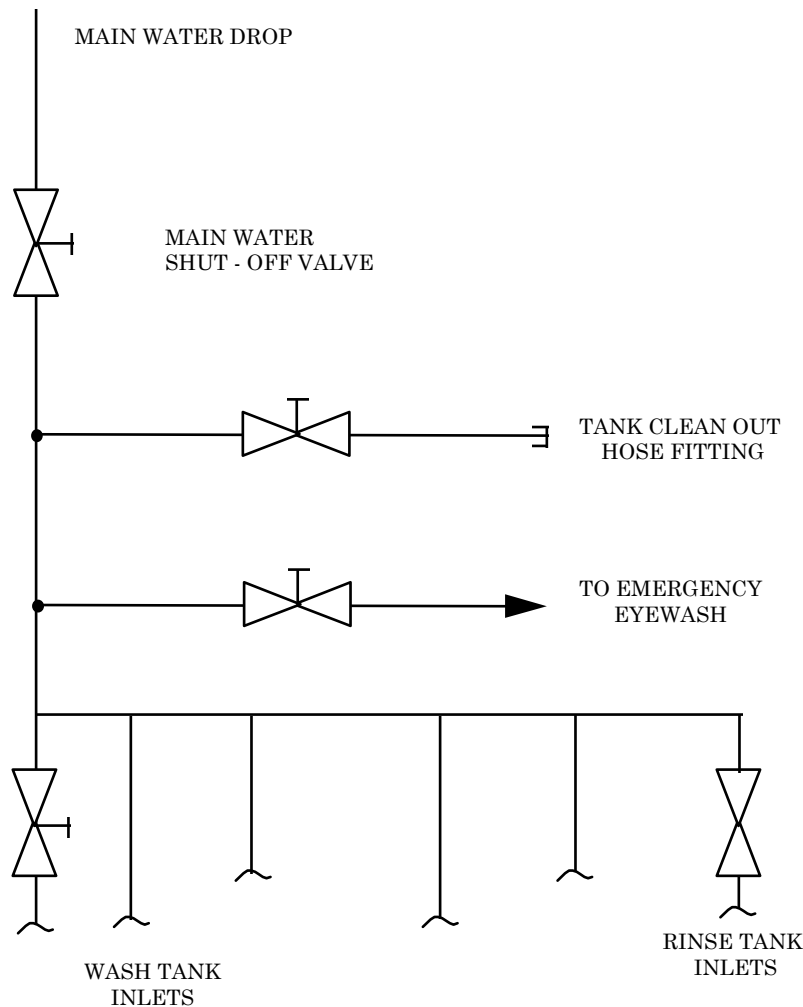 MAIN WATER DROP
MAIN WATER
SHUT - OFF VALVE
TANK CLEAN OUT
HOSE FITTING
TO EMERGENCY
EYEWASH
WASH TANK
INLETS
RINSE TANK
INLETS